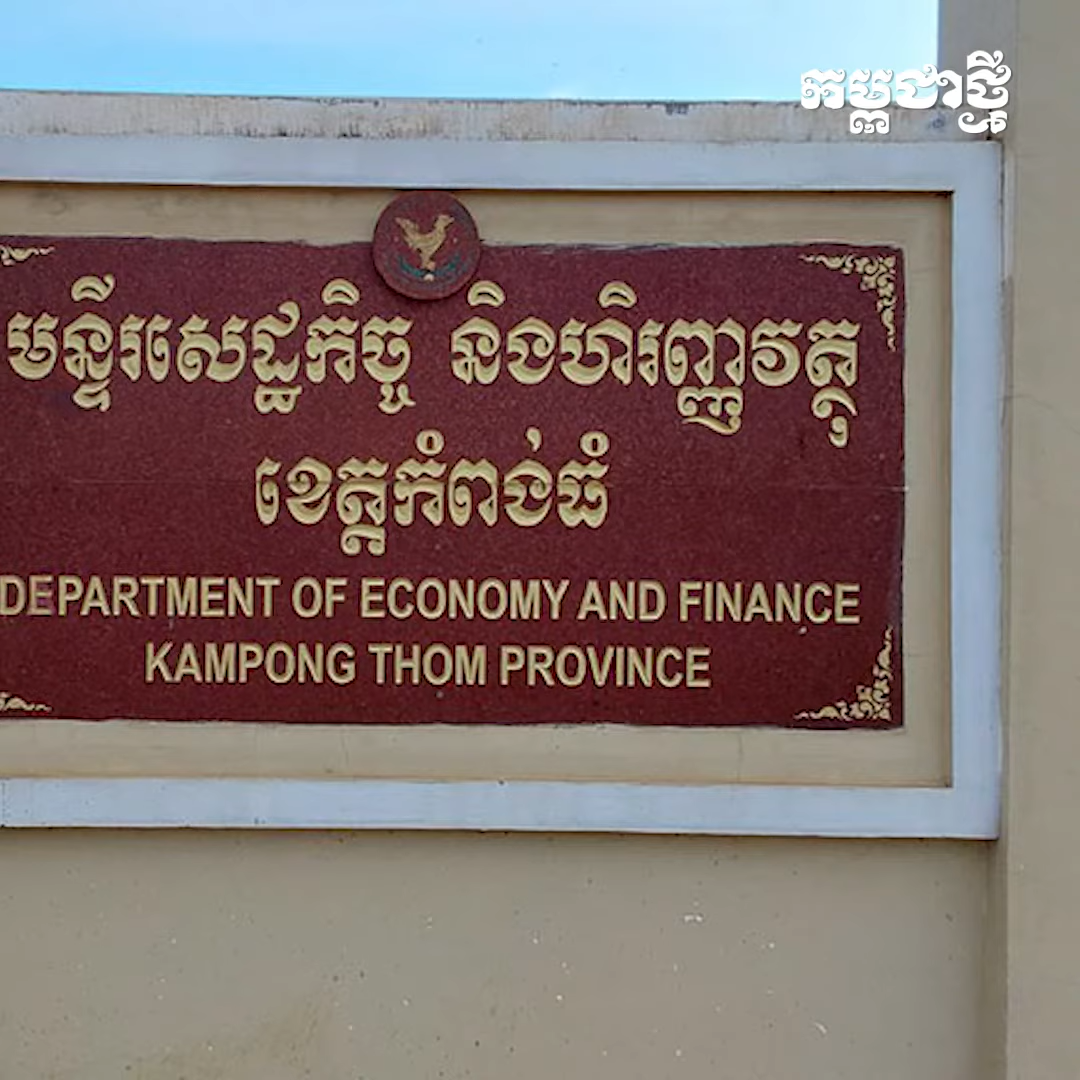 កម្ពុជាថ្មី
មន្ទីរសេដ្ឋកិច្ច និងហិរញ្ញវត្ថុ
ខេត្តកំពង់ធំ
DEPARTMENT OF ECONOMY AND FINANCE
KAMPONG THOM PROVINCE